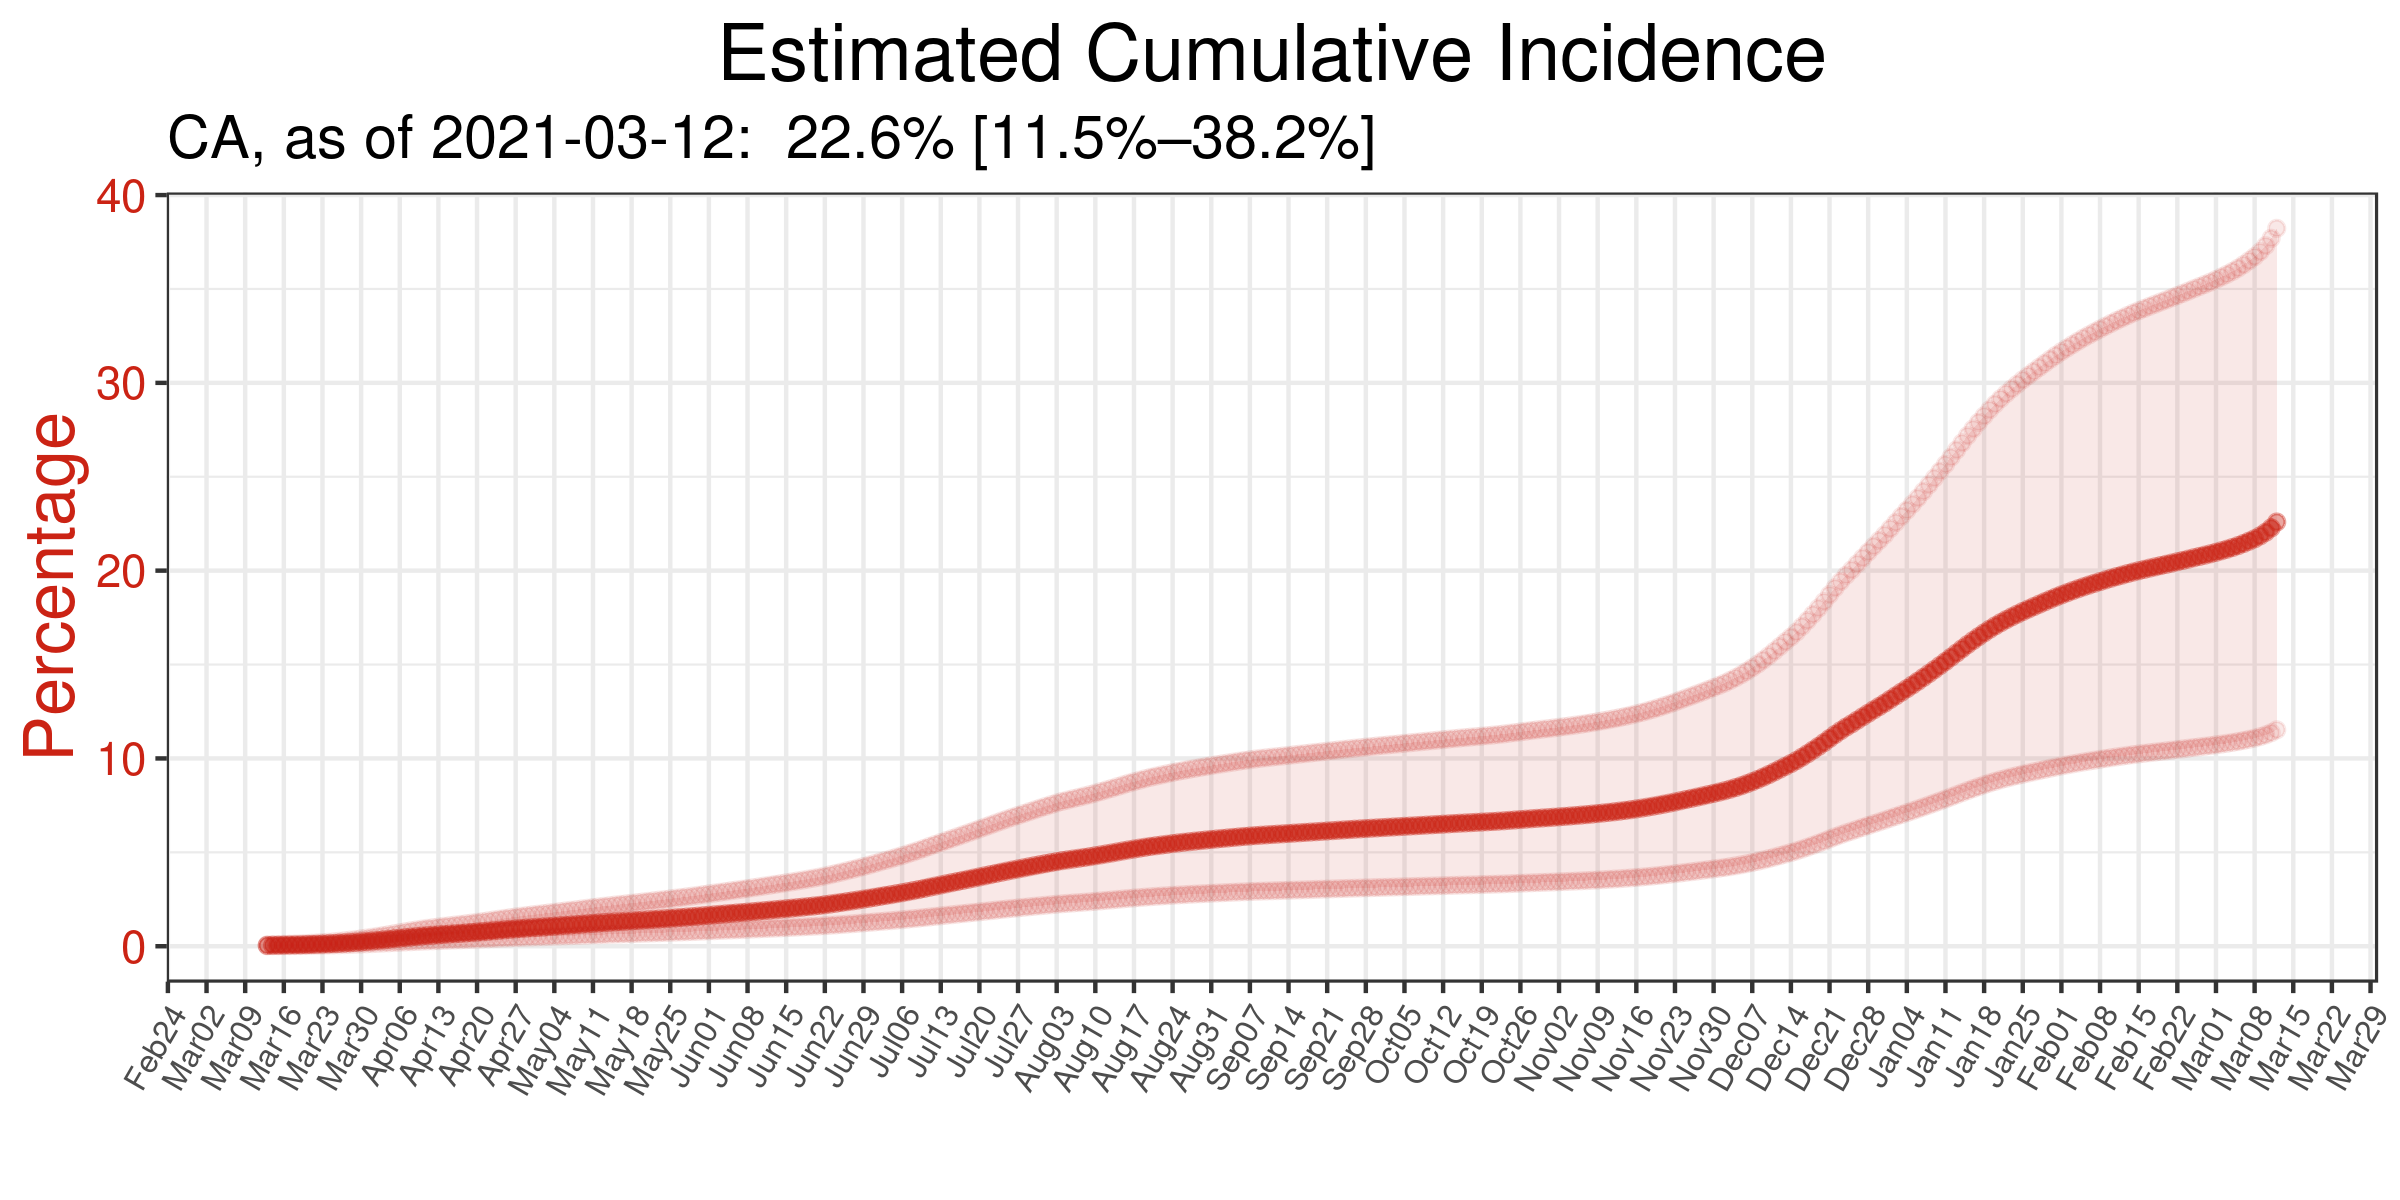 Estimated Cumulative Incidence
CA, as of 2021-03-12:  22.6% [11.5%–38.2%]
Percentage
40
30
20
10
0
Feb24
Mar02
Mar09
Mar16
Mar23
Mar30
Apr06
Apr13
Apr20
Apr27
May04
May11
May18
May25
Jun01
Jun08
Jun15
Jun22
Jun29
Jul06
Jul13
Jul20
Jul27
Aug03
Aug10
Aug17
Aug24
Aug31
Sep07
Sep14
Sep21
Sep28
Oct05
Oct12
Oct19
Oct26
Nov02
Nov09
Nov16
Nov23
Nov30
Dec07
Dec14
Dec21
Dec28
Jan04
Jan11
Jan18
Jan25
Feb01
Feb08
Feb15
Feb22
Mar01
Mar08
Mar15
Mar22
Mar29